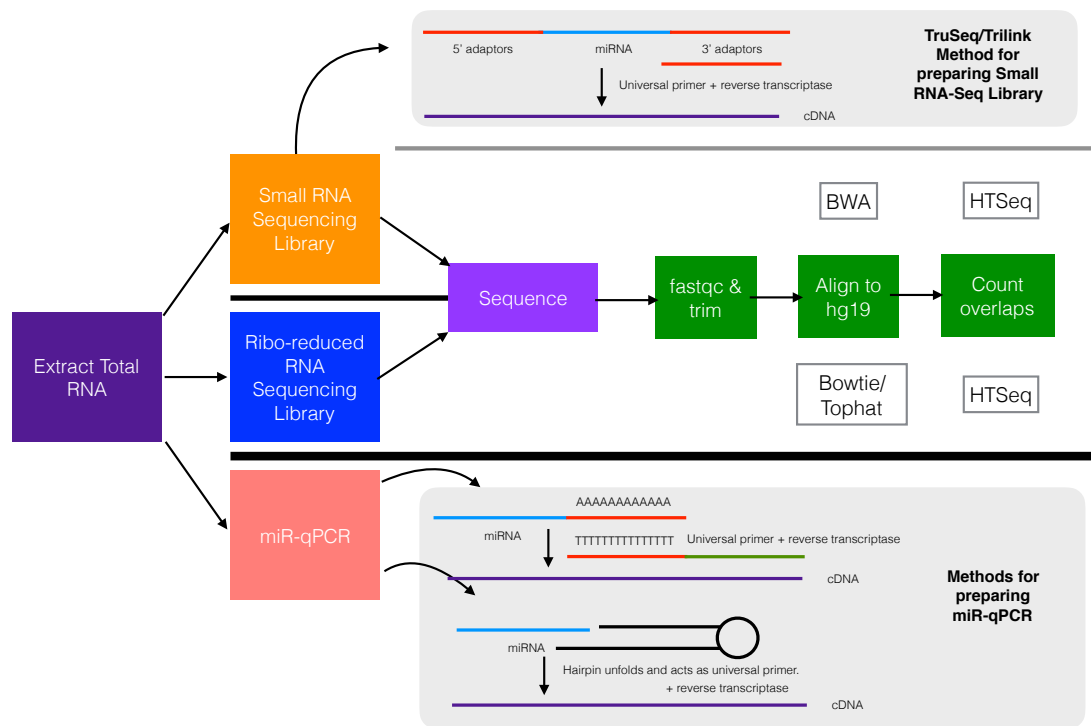 TruSeq/Trilink
Method for
preparing Small
RNA-Seq Library
5' adaptors
miRNA
3' adaptors
Universal primer + reverse transcriptase
cDNA
Small RNA
Sequencing
Library
BWA
HTSeq
Sequence
fastqc &
trim
Align to
hg19
Count
overlaps
Extract Total
RNA
Ribo-reduced
RNA
Sequencing
Library
Bowtie/
Tophat
HTSeq
miR-qPCR
AAAAAAAAAAAA
miRNA
TTTTTTTTTTTTTTT
Universal primer + reverse transcriptase
cDNA
Methods for
preparing
miR-qPCR
miRNA
Hairpin unfolds and acts as universal primer.
+ reverse transcriptase
cDNA